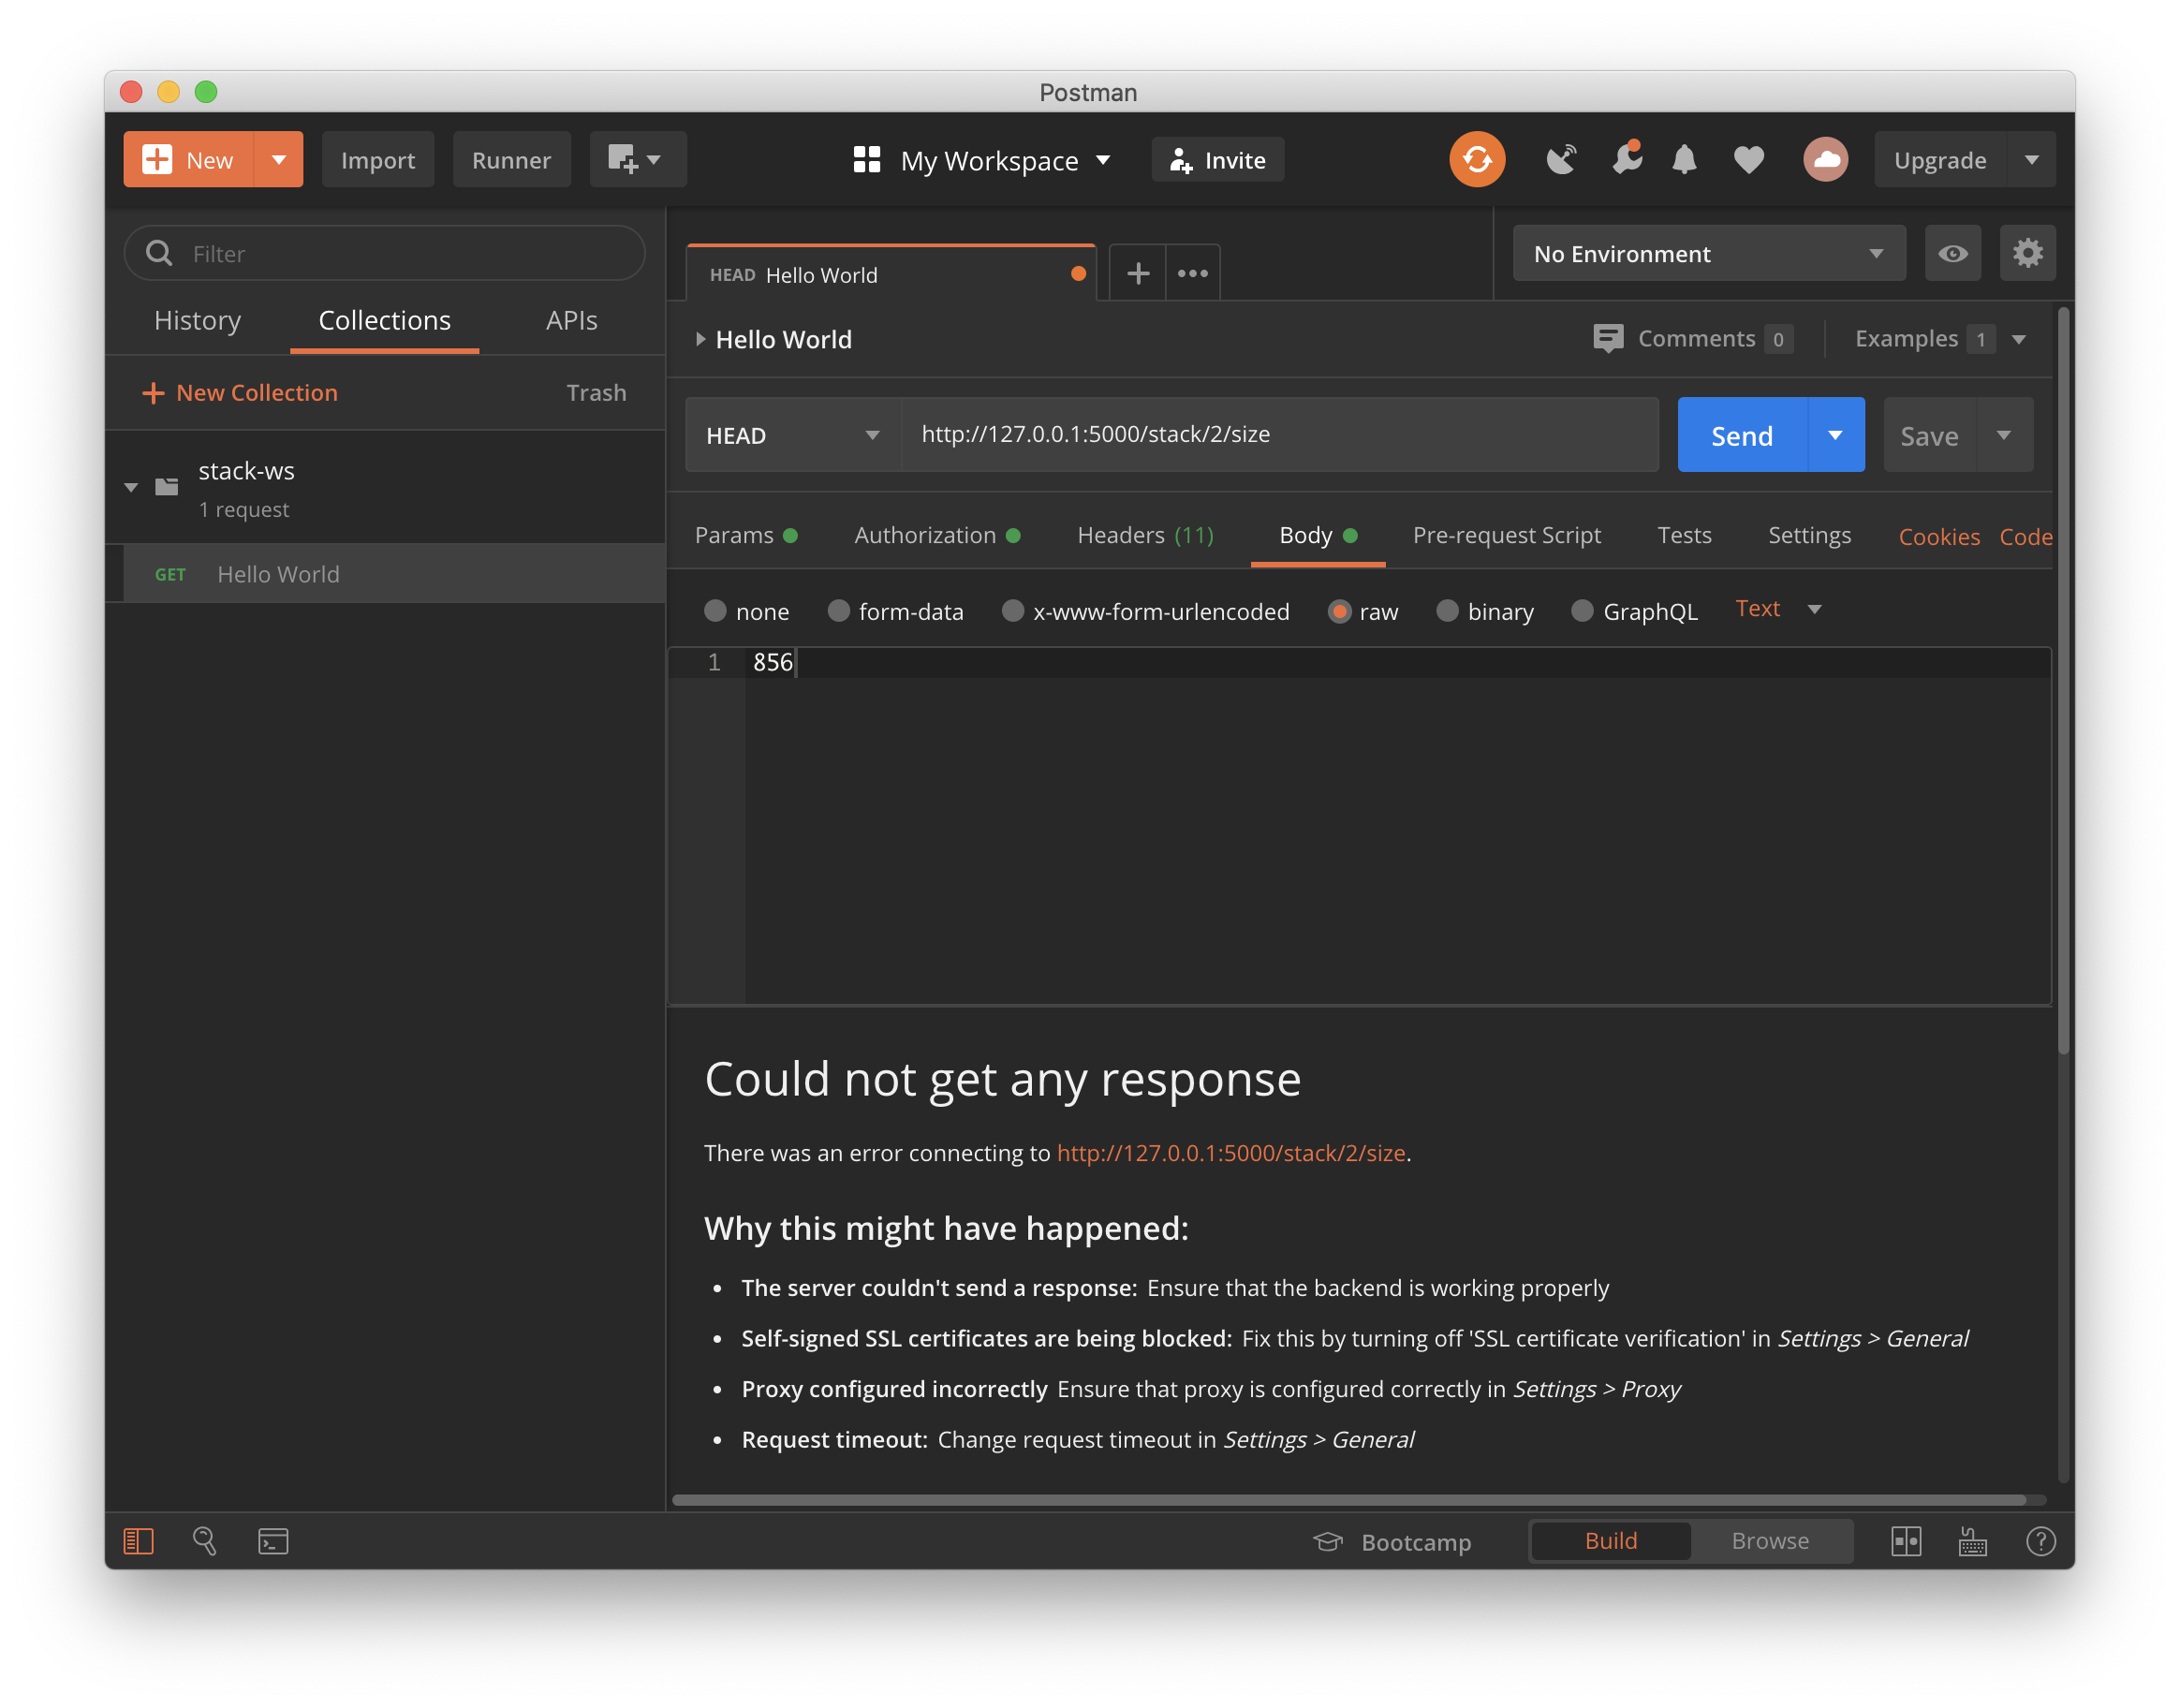 Postman
New
Import
Runner
My Workspace
Invite
Upgrade
Filter
History
Collections
APIs
New Collection
Trash
stack-ws
1 request
GET Hello World
HEAD Hello World
No Environment
Hello World
Comments 0
Examples 1
HEAD
http://127.0.0.1:5000/stack/2/size
Send
Save
Params
Authorization
Headers (11)
Body
Pre-request Script
Tests
Settings
Cookies
Code
none
form-data
x-www-form-urlencoded
raw
binary
GraphQL
Text
1 856
Could not get any response
There was an error connecting to http://127.0.0.1:5000/stack/2/size.
Why this might have happened:
• The server couldn't send a response: Ensure that the backend is working properly
• Self-signed SSL certificates are being blocked: Fix this by turning off 'SSL certificate verification' in Settings > General
• Proxy configured incorrectly Ensure that proxy is configured correctly in Settings > Proxy
• Request timeout: Change request timeout in Settings > General
Bootcamp
Build
Browse